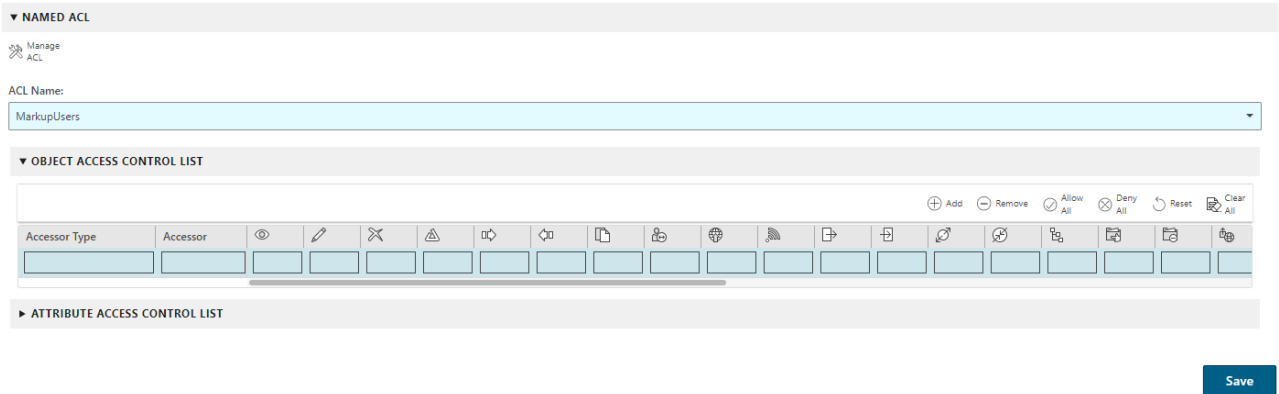 NAMED ACL
Manage
ACL
ACL Name:
MarkupUsers
OBJECT ACCESS CONTROL LIST
Add Remove Allow All Deny All Reset Clear All
Accessor Type Accessor
ATTRIBUTE ACCESS CONTROL LIST
Save